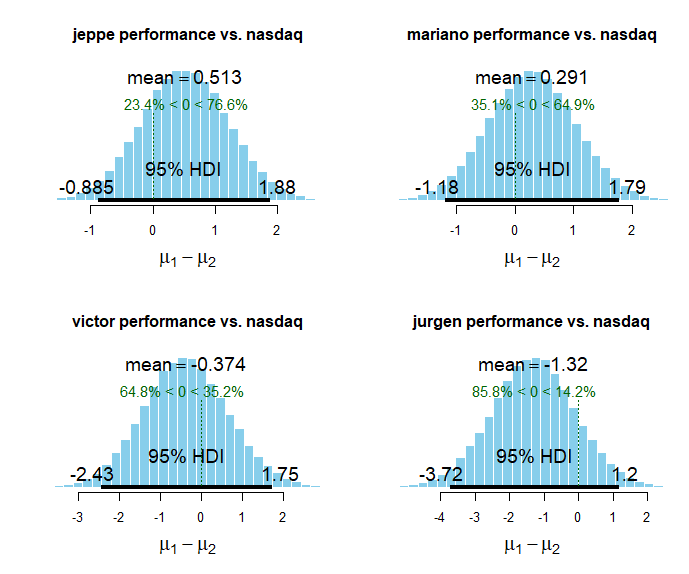 jeppe performance vs. nasdaq
mean = 0.513
23.4% < 0 < 76.6%
95% HDI
-0.885 1.88
-1 0 1 2
μ1 − μ2
mariano performance vs. nasdaq
mean = 0.291
35.1% < 0 < 64.9%
95% HDI
-1.18 1.79
-1 0 1 2
μ1 − μ2
victor performance vs. nasdaq
mean = -0.374
64.8% < 0 < 35.2%
95% HDI
-2.43 1.75
-3 -2 -1 0 1 2
μ1 − μ2
jurgen performance vs. nasdaq
mean = -1.32
85.8% < 0 < 14.2%
95% HDI
-3.72 1.2
-4 -3 -2 -1 0 1 2
μ1 − μ2